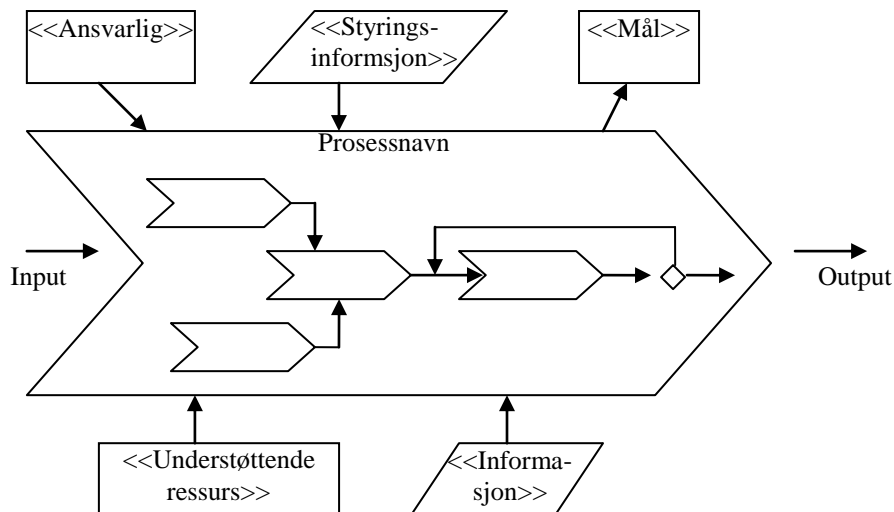 <<Ansvarlig>>
<<Styrings-
informsjon>>
<<Mål>>
Prosessnavn
Input
Output
<<Understøttende
ressurs>>
<<Informa-
sjon>>